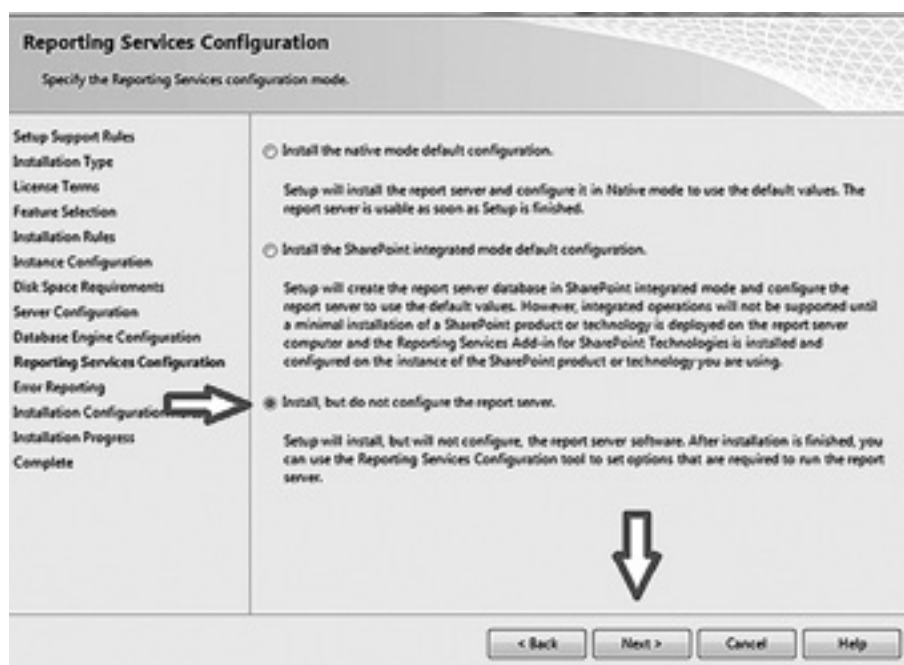 Reporting Services Configuration
Specify the Reporting Services configuration mode.
Setup Support Rules
Installation Type
License Terms
Feature Selection
Installation Rules
Instance Configuration
Disk Space Requirements
Server Configuration
Database Engine Configuration
Reporting Services Configuration
Error Reporting
Installation Configuration
Installation Progress
Complete
Install the native mode default configuration.
Setup will install the report server and configure it in Native mode to use the default values. The
report server is usable as soon as Setup is finished.
Install the SharePoint integrated mode default configuration.
Setup will create the report server database in SharePoint integrated mode and configure the
report server to use the default values. However, integrated operations will not be supported until
a minimal installation of a SharePoint product or technology is deployed on the report server
computer and the Reporting Services Add-in for SharePoint Technologies is installed and
configured on the instance of the SharePoint product or technology you are using.
Install, but do not configure the report server.
Setup will install, but will not configure, the report server software. After installation is finished, you
can use the Reporting Services Configuration tool to set options that are required to run the report
server.
< Back
Next >
Cancel
Help